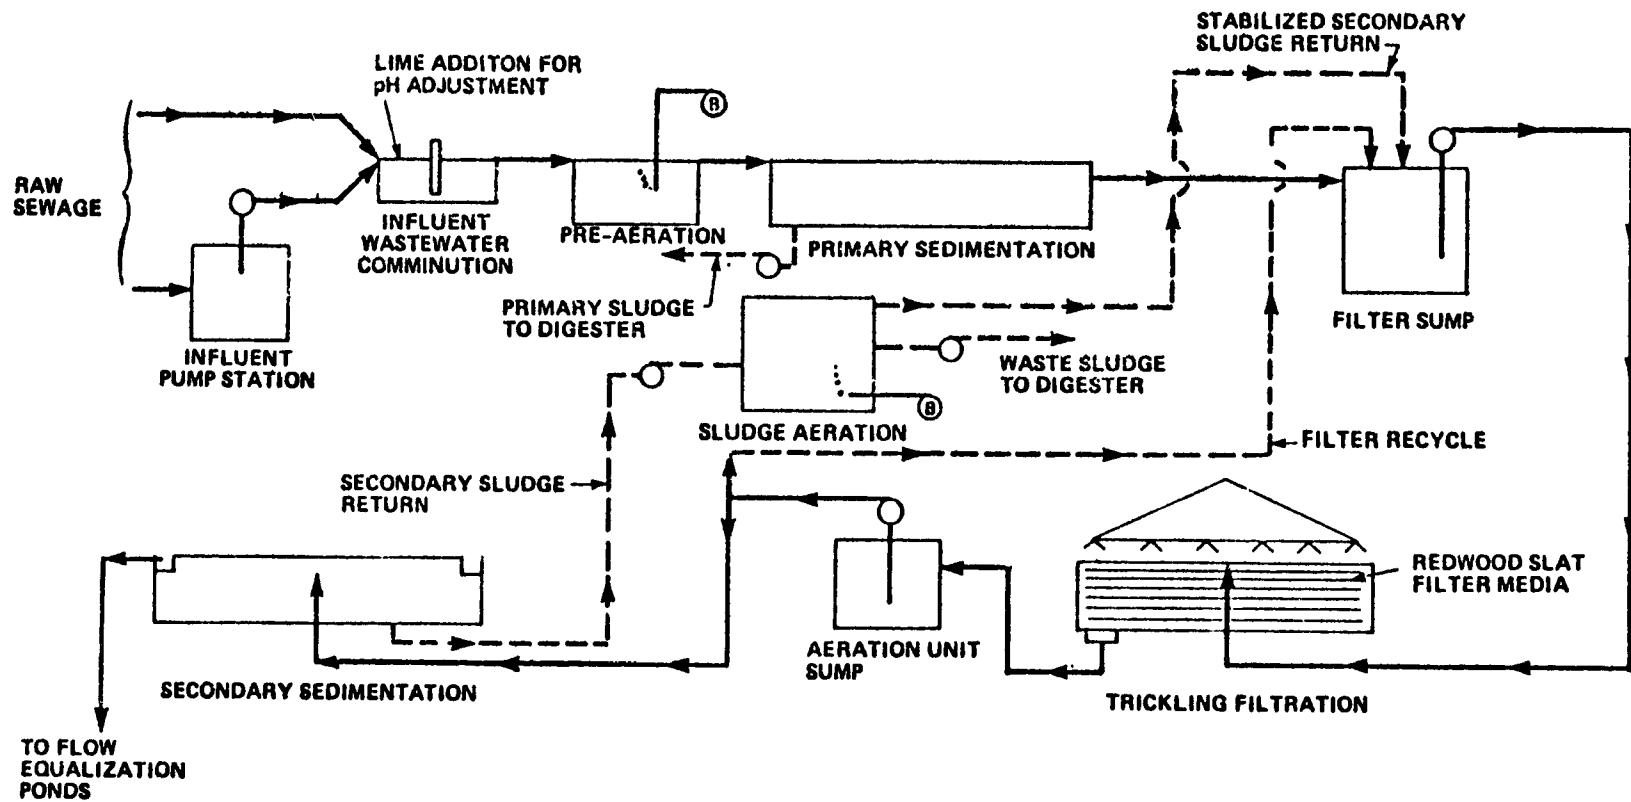 STABILIZED SECONDARY
SLUDGE RETURN
LIME ADDITON FOR
pH ADJUSTMENT
B
RAW
SEWAGE
INFLUENT
WASTEWATER
COMMINUTION
PRE-AERATION
PRIMARY SEDIMENTATION
PRIMARY SLUDGE
TO DIGESTER
FILTER SUMP
INFLUENT
PUMP STATION
WASTE SLUDGE
TO DIGESTER
B
SLUDGE AERATION
FILTER RECYCLE
SECONDARY SLUDGE
RETURN
REDWOOD SLAT
FILTER MEDIA
AERATION UNIT
SUMP
SECONDARY SEDIMENTATION
TRICKLING FILTRATION
TO FLOW
EQUALIZATION
PONDS